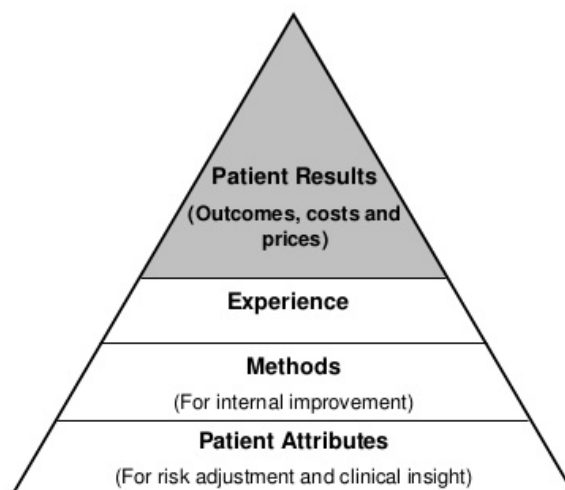 Patient Results
(Outcomes, costs and
prices)
Experience
Methods
(For internal improvement)
Patient Attributes
(For risk adjustment and clinical insight)